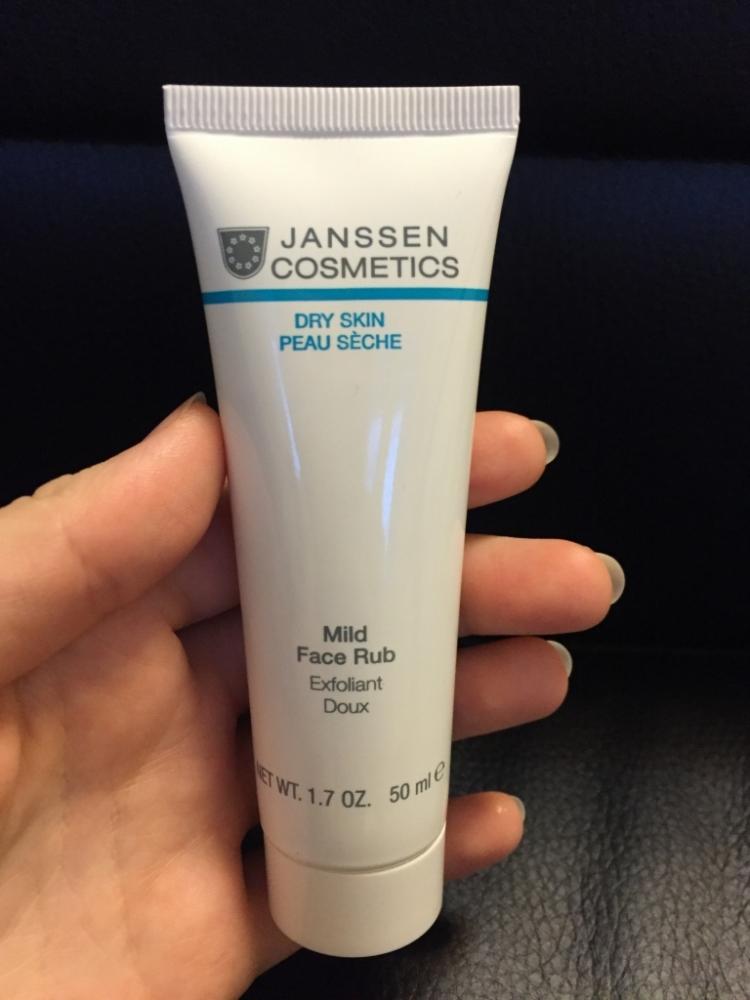 JANSSEN
COSMETICS
DRY SKIN
PEAU SÈCHE
Mild
Face Rub
Exfoliant
Doux
NET WT. 1.7 OZ. 50 ml ℮